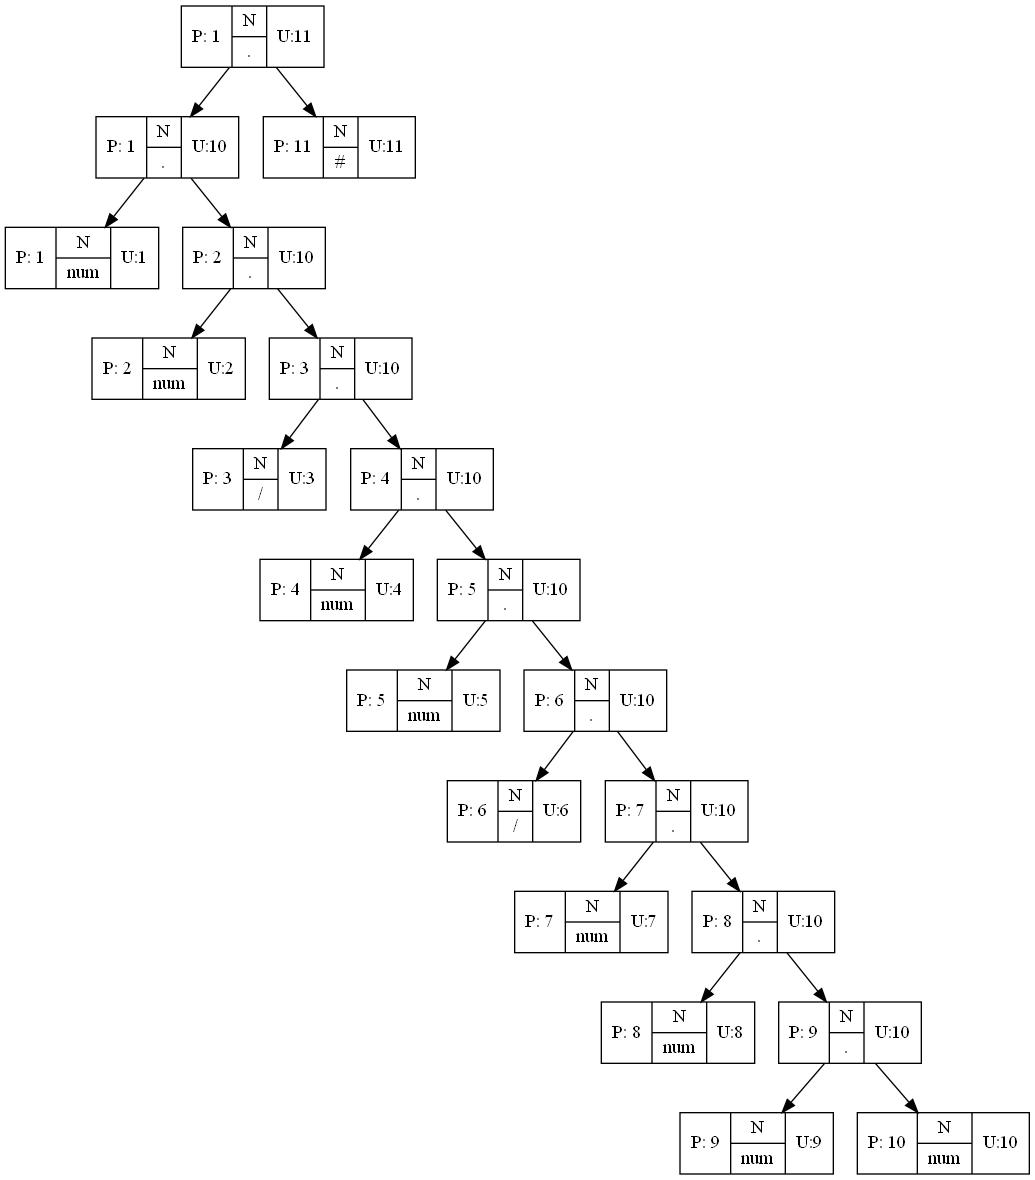 N
P: 1 U:11
.
N N
P: 1 U:10 P: 11 U:11
. #
N N
P: 1 U:1 P: 2 U:10
num .
N N
P: 2 U:2 P: 3 U:10
num .
N N
P: 3 U:3 P: 4 U:10
/ .
N N
P: 4 U:4 P: 5 U:10
num .
N N
P: 5 U:5 P: 6 U:10
num .
N N
P: 6 U:6 P: 7 U:10
/ .
N N
P: 7 U:7 P: 8 U:10
num .
N N
P: 8 U:8 P: 9 U:10
num .
N N
P: 9 U:9 P: 10 U:10
num num